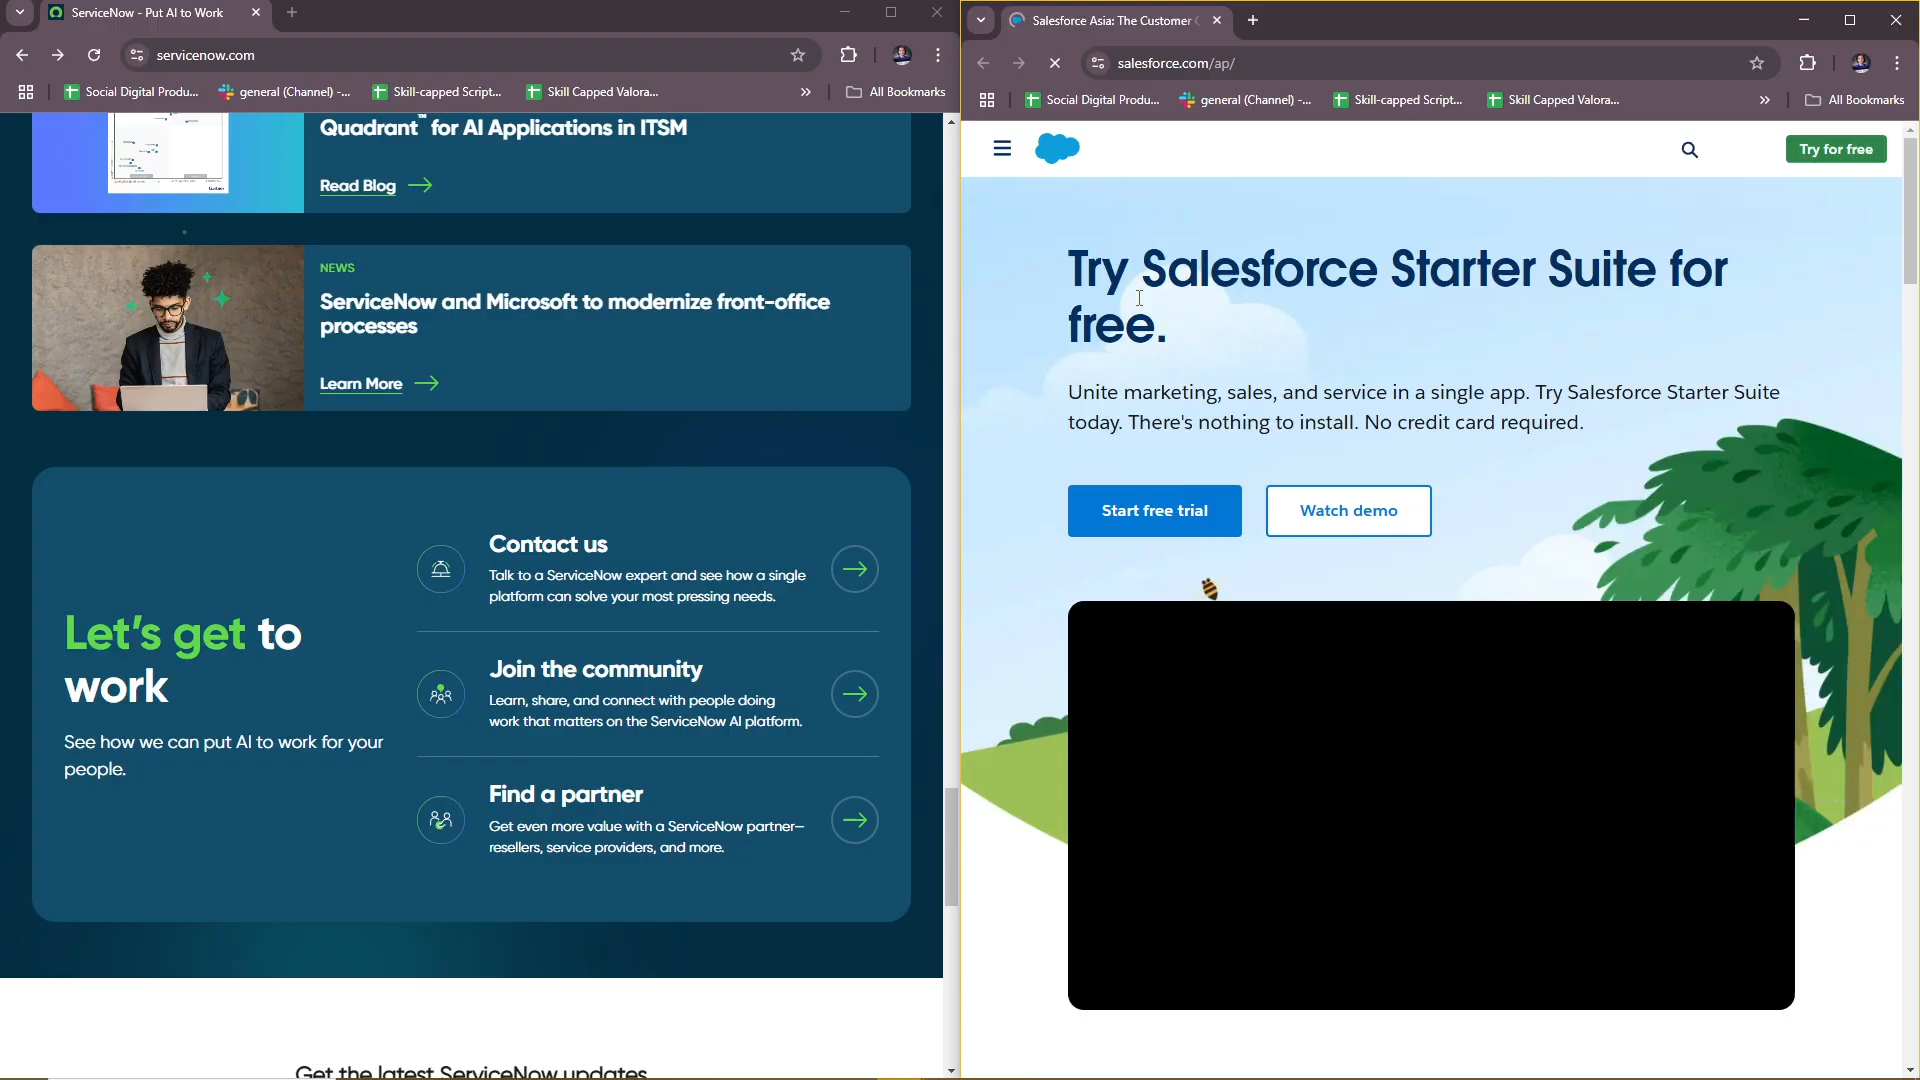 ServiceNow - Put AI to Work
servicenow.com
Social Digital Produ...
general (Channel) -...
Skill-capped Script...
Skill Capped Valora...
All Bookmarks
Quadrant™ for AI Applications in ITSM
Read Blog
NEWS
ServiceNow and Microsoft to modernize front-office
processes
Learn More
Let's get to
work
See how we can put AI to work for your
people.
Contact us
Talk to a ServiceNow expert and see how a single
platform can solve your most pressing needs.
Join the community
Learn, share, and connect with people doing
work that matters on the ServiceNow AI platform.
Find a partner
Get even more value with a ServiceNow partner—
resellers, service providers, and more.
Get the latest ServiceNow updates
Salesforce Asia: The Customer
salesforce.com/ap/
Social Digital Produ...
general (Channel) -...
Skill-capped Script...
Skill Capped Valora...
All Bookmarks
Try for free
Try Salesforce Starter Suite for
free.
Unite marketing, sales, and service in a single app. Try Salesforce Starter Suite
today. There's nothing to install. No credit card required.
Start free trial
Watch demo